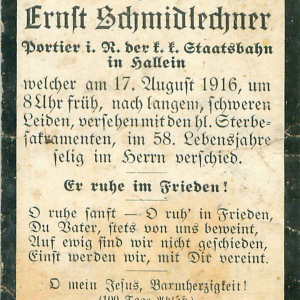 Ernst Schmidlechner
Portier i. R. der k. k. Staatsbahn
in Hallein
welcher am 17. August 1916, um
8 Uhr früh, nach langem, schweren
Leiden, versehen mit den hl. Sterbe-
sakramenten, im 58. Lebensjahre
selig im Herrn verschied.
Er ruhe im Frieden!
O ruhe sanft — O ruh' in Frieden,
Du Vater, stets von uns beweint,
Auf ewig sind wir nicht geschieden,
Einst werden wir, mit Dir vereint.
O mein Jesus, Barmherzigkeit!
(100 Tage Ablaß.)